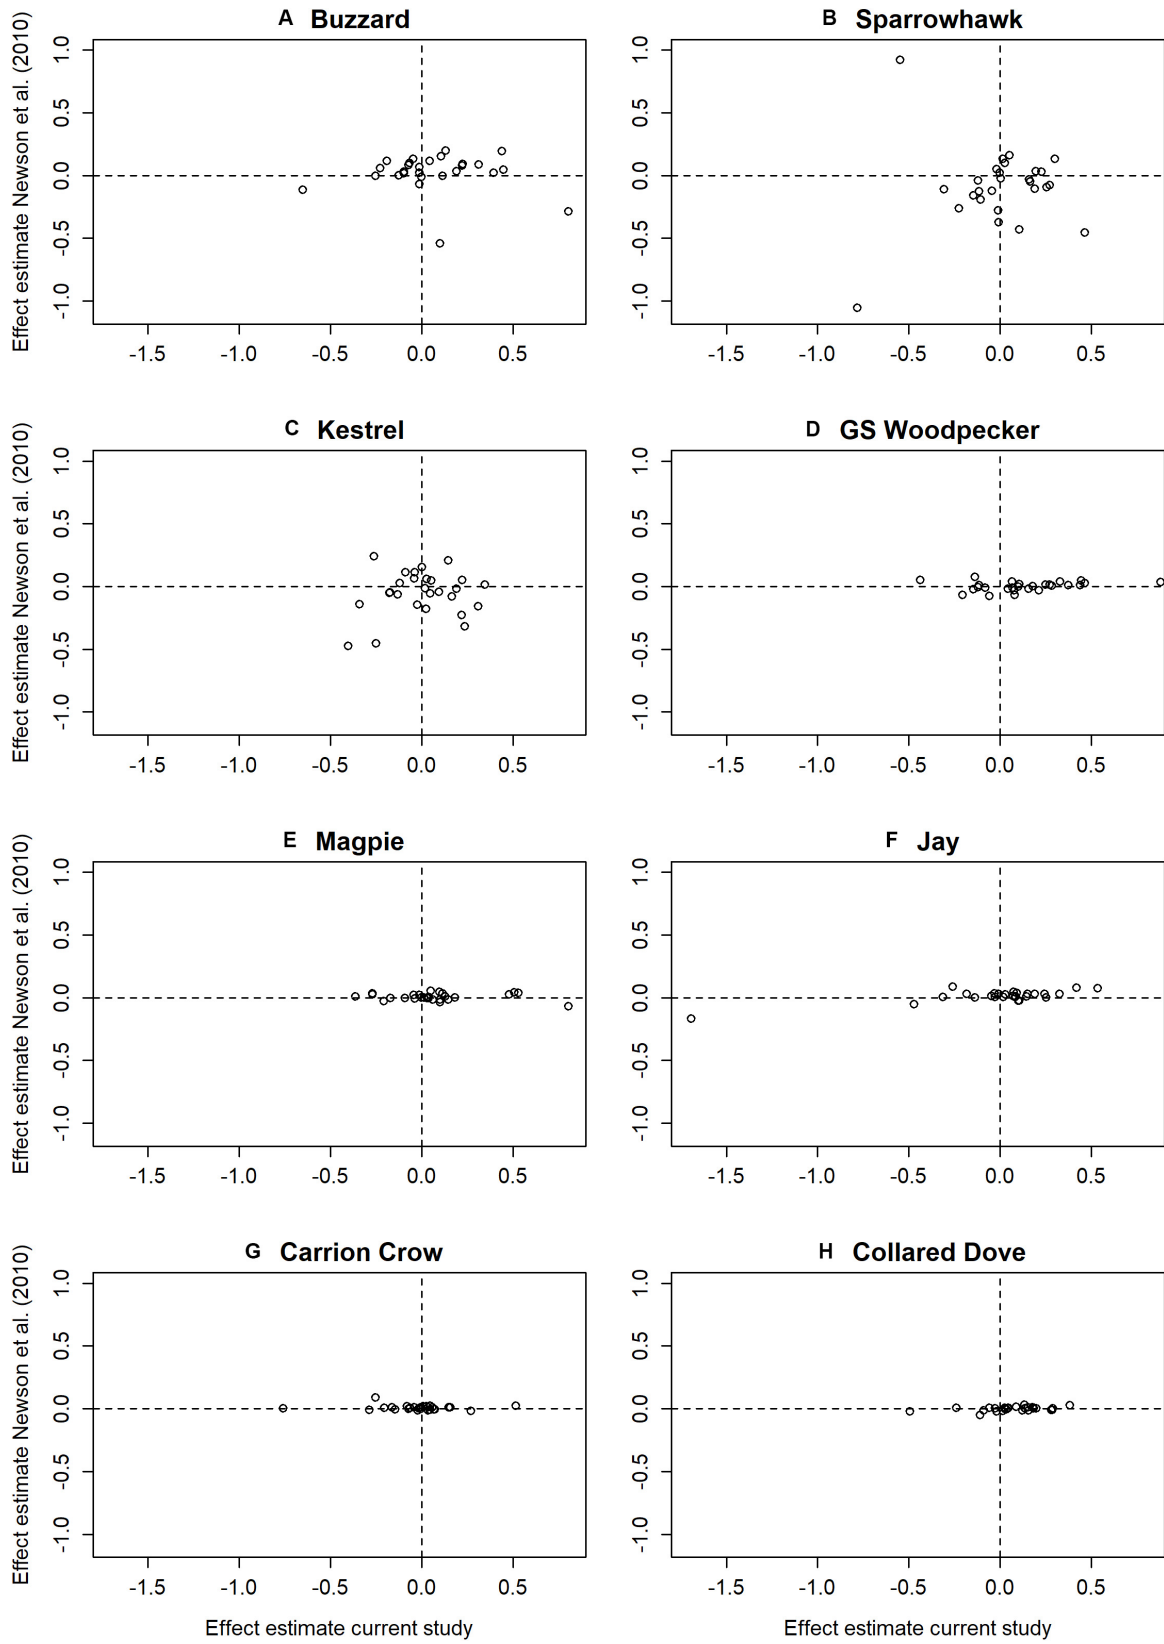 A Buzzard
B Sparrowhawk
Effect estimate Newson et al. (2010)
1.0
0.5
0.0
-0.5
-1.0
1.0
0.5
0.0
-0.5
-1.0
-1.5 -1.0 -0.5 0.0 0.5
-1.5 -1.0 -0.5 0.0 0.5
C Kestrel
D GS Woodpecker
Effect estimate Newson et al. (2010)
1.0
0.5
0.0
-0.5
-1.0
1.0
0.5
0.0
-0.5
-1.0
-1.5 -1.0 -0.5 0.0 0.5
-1.5 -1.0 -0.5 0.0 0.5
E Magpie
F Jay
Effect estimate Newson et al. (2010)
1.0
0.5
0.0
-0.5
-1.0
1.0
0.5
0.0
-0.5
-1.0
-1.5 -1.0 -0.5 0.0 0.5
-1.5 -1.0 -0.5 0.0 0.5
G Carrion Crow
H Collared Dove
Effect estimate Newson et al. (2010)
1.0
0.5
0.0
-0.5
-1.0
1.0
0.5
0.0
-0.5
-1.0
-1.5 -1.0 -0.5 0.0 0.5
-1.5 -1.0 -0.5 0.0 0.5
Effect estimate current study
Effect estimate current study